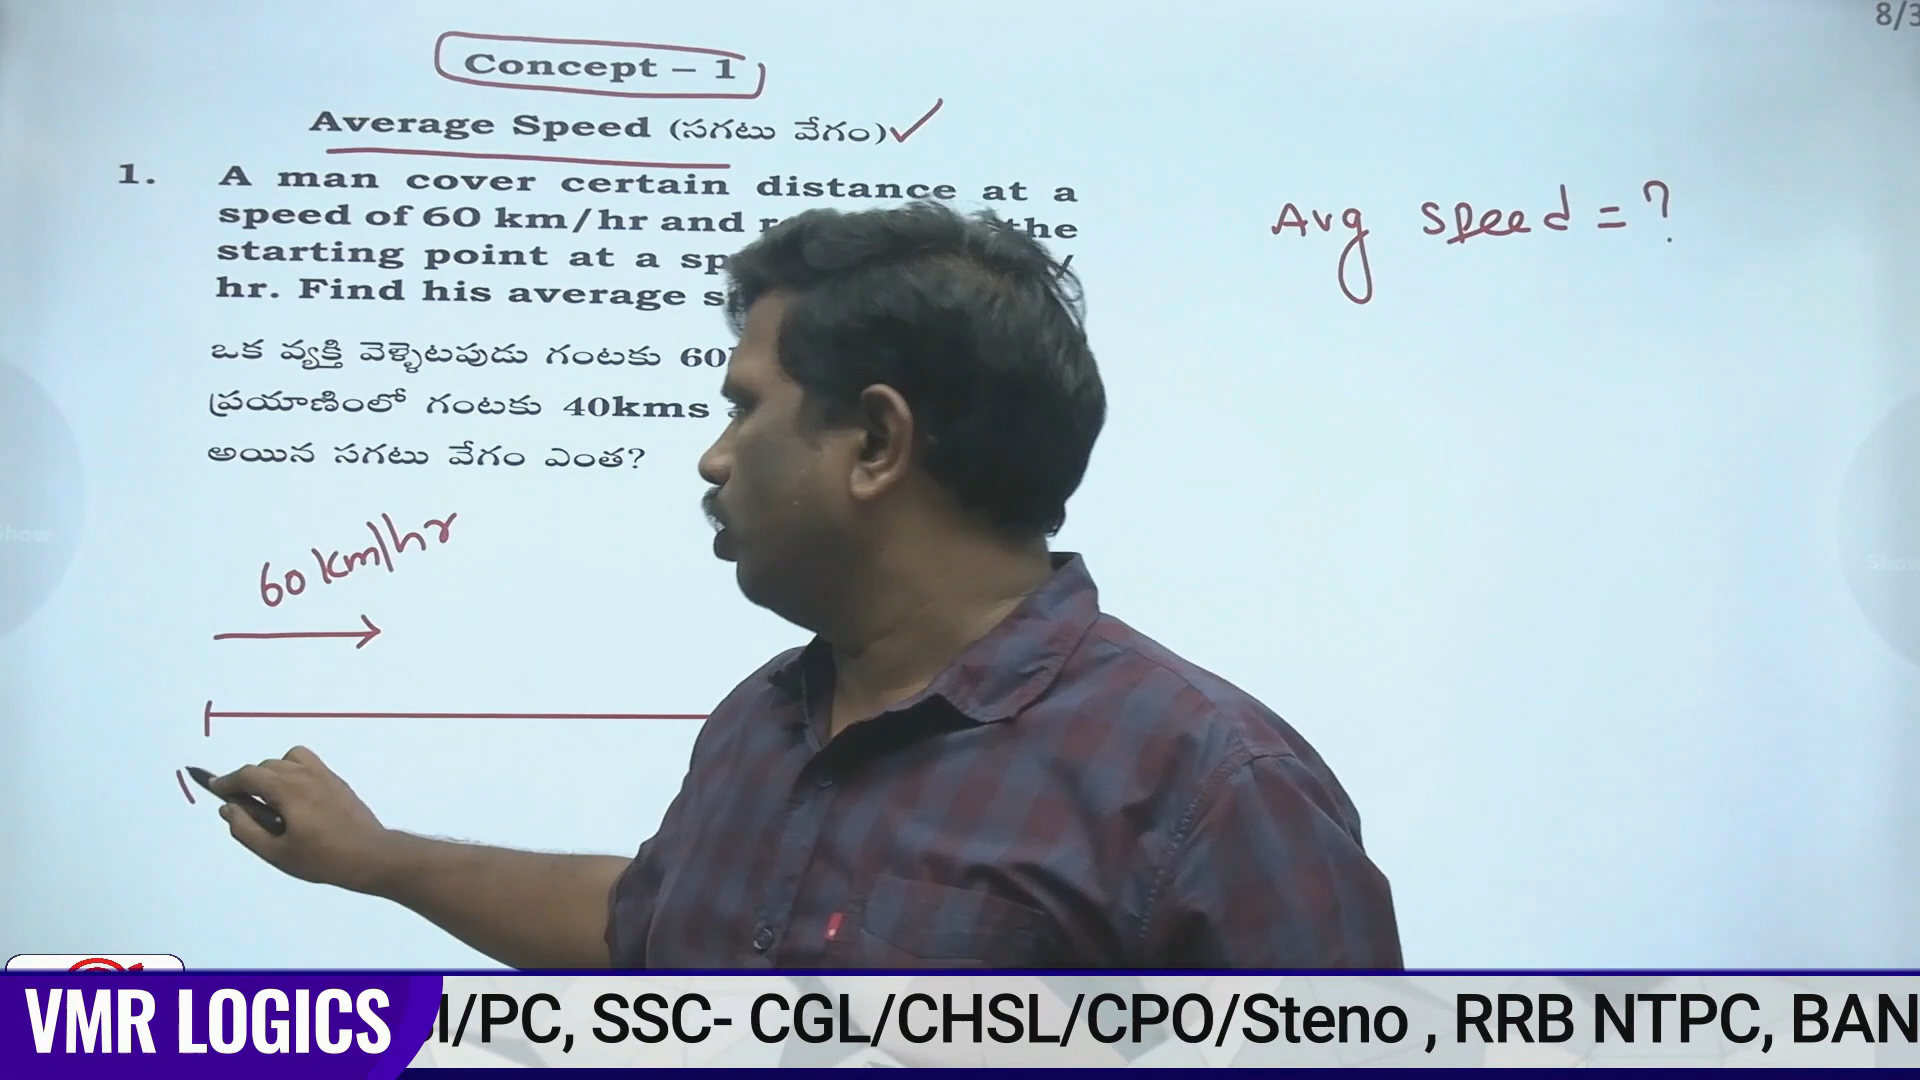 8/3
Concept – 1
Average Speed (సగటు వేగం)
1. A man cover certain distance at a
speed of 60 km/hr and the
starting point at a
hr. Find his average
ఒక వ్యక్తి వెళ్ళెటపుడు గంటకు 60
ప్రయాణింలో గంటకు 40kms
అయిన సగటు వేగం ఎంత?
Avg speed = ?
60 km/hr
Show
Show
VMR LOGICS
/PC, SSC- CGL/CHSL/CPO/Steno , RRB NTPC, BAN